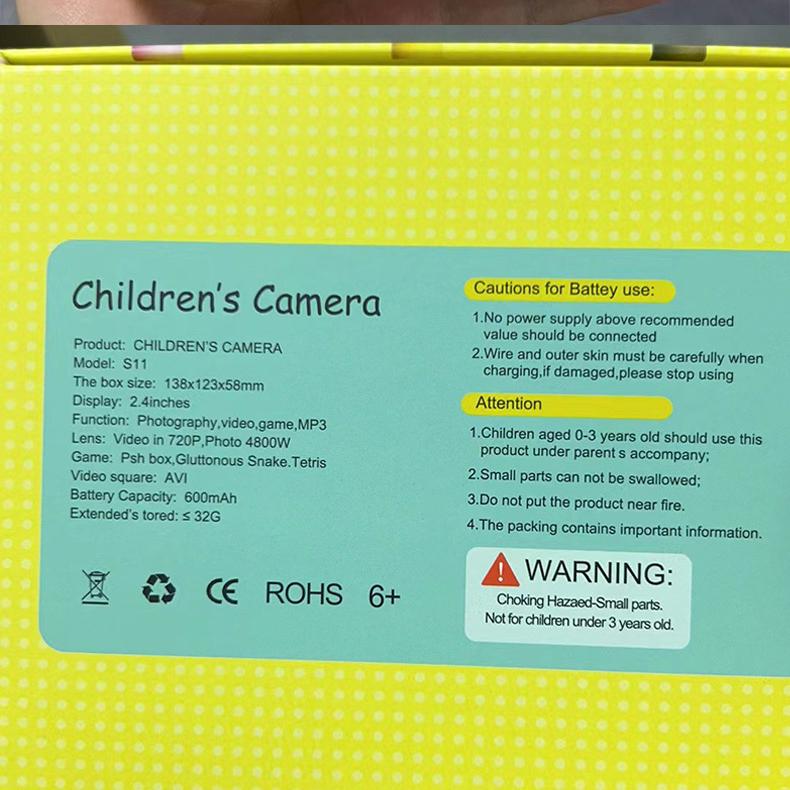 Children's Camera
Product: CHILDREN'S CAMERA
Model: S11
The box size: 138x123x58mm
Display: 2.4inches
Function: Photography,video,game,MP3
Lens: Video in 720P,Photo 4800W
Game: Psh box,Gluttonous Snake.Tetris
Video square: AVI
Battery Capacity: 600mAh
Extended's tored: ≤ 32G
CE ROHS 6+
Cautions for Battey use:
1.No power supply above recommended
value should be connected
2.Wire and outer skin must be carefully when
charging,if damaged,please stop using
Attention
1.Children aged 0-3 years old should use this
product under parent s accompany;
2.Small parts can not be swallowed;
3.Do not put the product near fire.
4.The packing contains important information.
WARNING:
Choking Hazaed-Small parts.
Not for children under 3 years old.